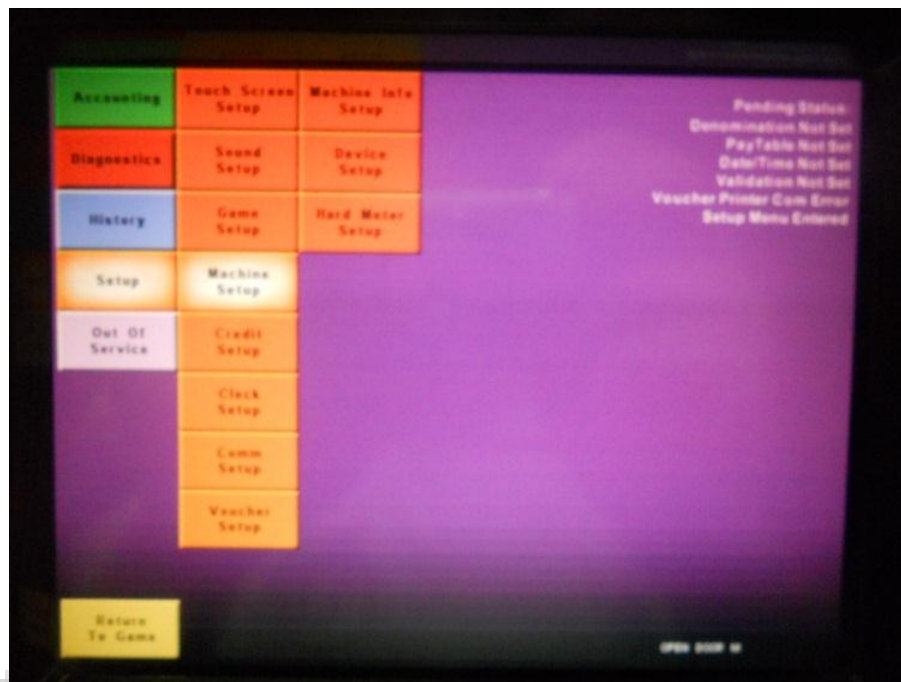 Accounting
Touch Screen
Setup
Machine Info
Setup
Diagnostics
Sound
Setup
Device
Setup
History
Game
Setup
Hard Meter
Setup
Setup
Machine
Setup
Out Of
Service
Credit
Setup
Clock
Setup
Comm
Setup
Voucher
Setup
Return
To Game
Pending Status:
Denomination Not Set
PayTable Not Set
Date/Time Not Set
Validation Not Set
Voucher Printer Com Error
Setup Menu Entered
OPEN DOOR M